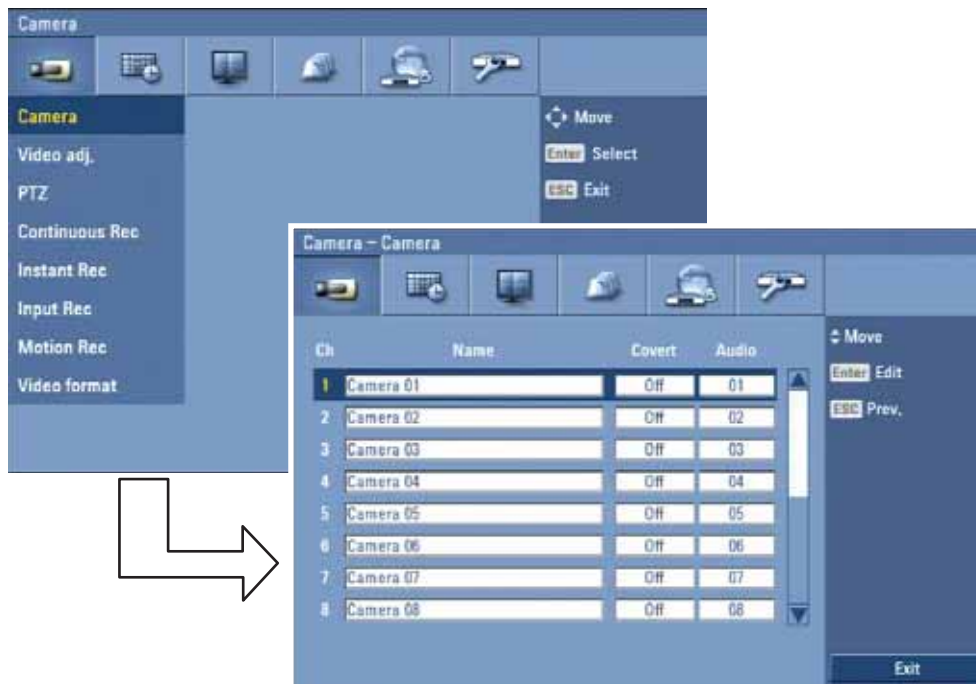 Camera
Camera
Video adj.
PTZ
Continuous Rec
Instant Rec
Input Rec
Motion Rec
Video format
Move
Enter Select
ESC Exit
Camera – Camera
Ch Name Covert Audio
1 Camera 01 Off 01
2 Camera 02 Off 02
3 Camera 03 Off 03
4 Camera 04 Off 04
5 Camera 05 Off 05
6 Camera 06 Off 06
7 Camera 07 Off 07
8 Camera 08 Off 08
Move
Enter Edit
ESC Prev.
Exit